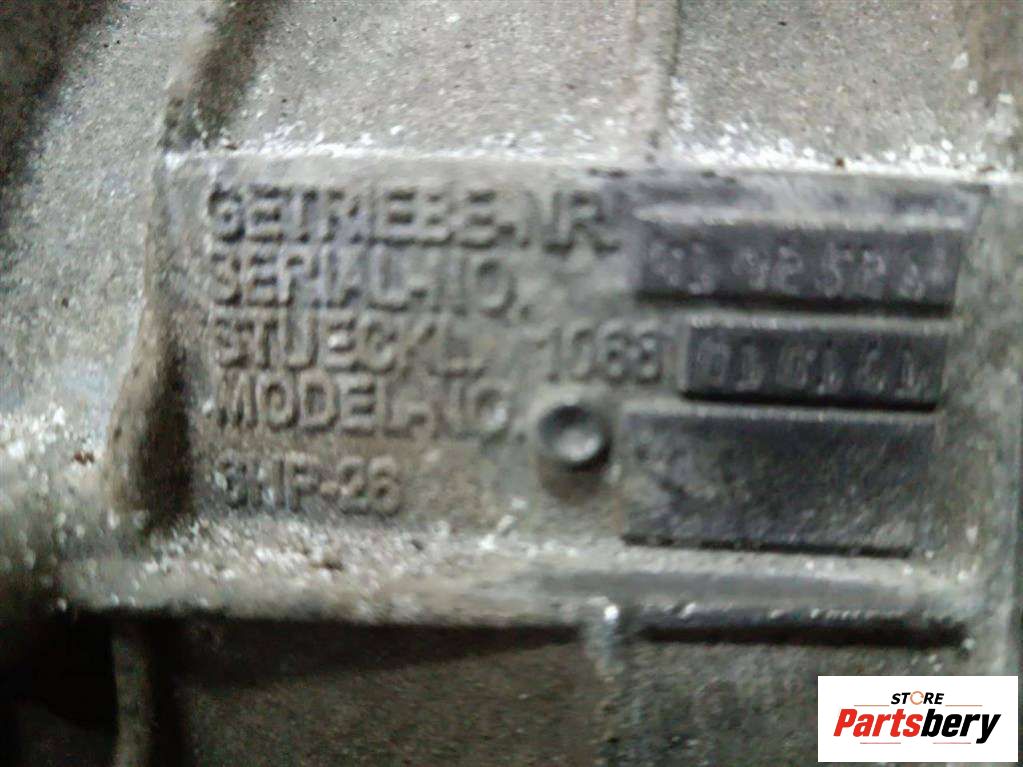 GETRIEBE-NR.
SERIAL-NO.
STUECKL. 1068
MODEL-NO.
6HP-26
STORE
Partsbery